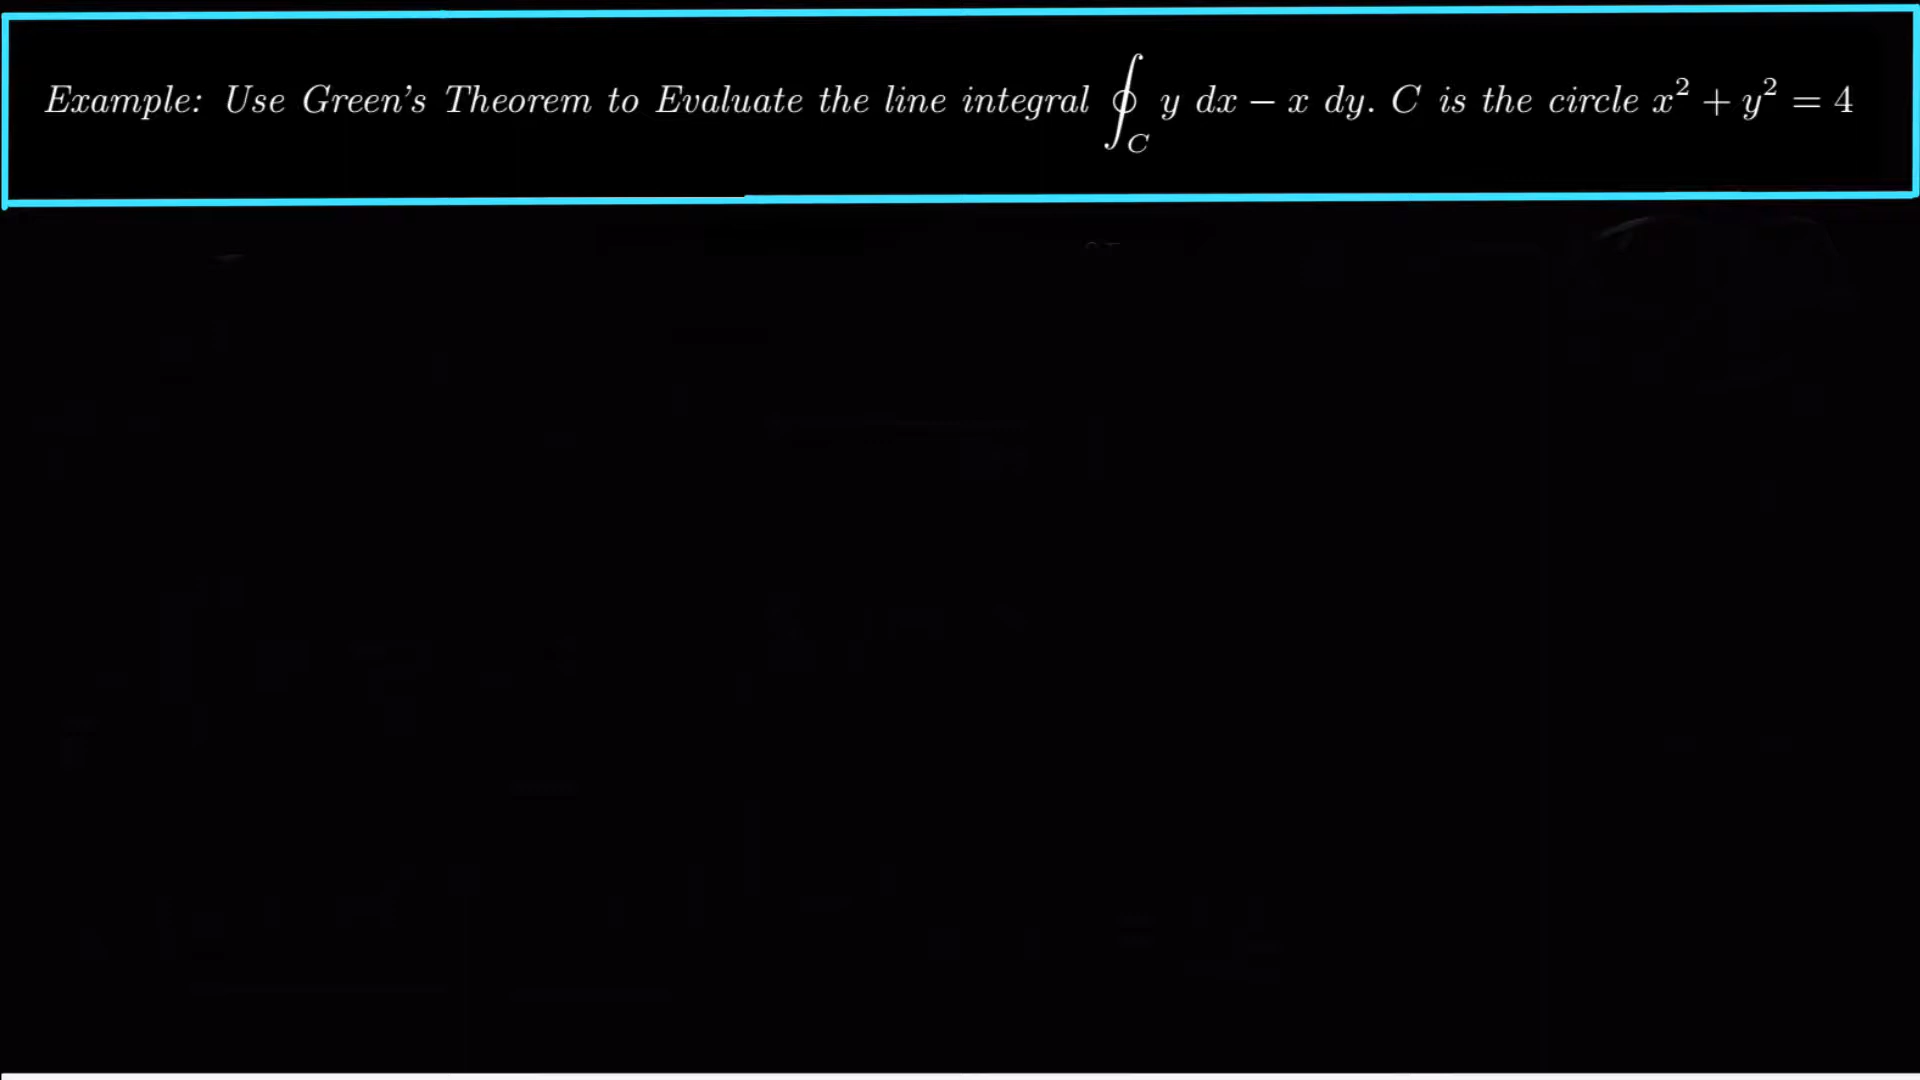 Example: Use Green's Theorem to Evaluate the line integral ∮_C y dx − x dy. C is the circle x² + y² = 4